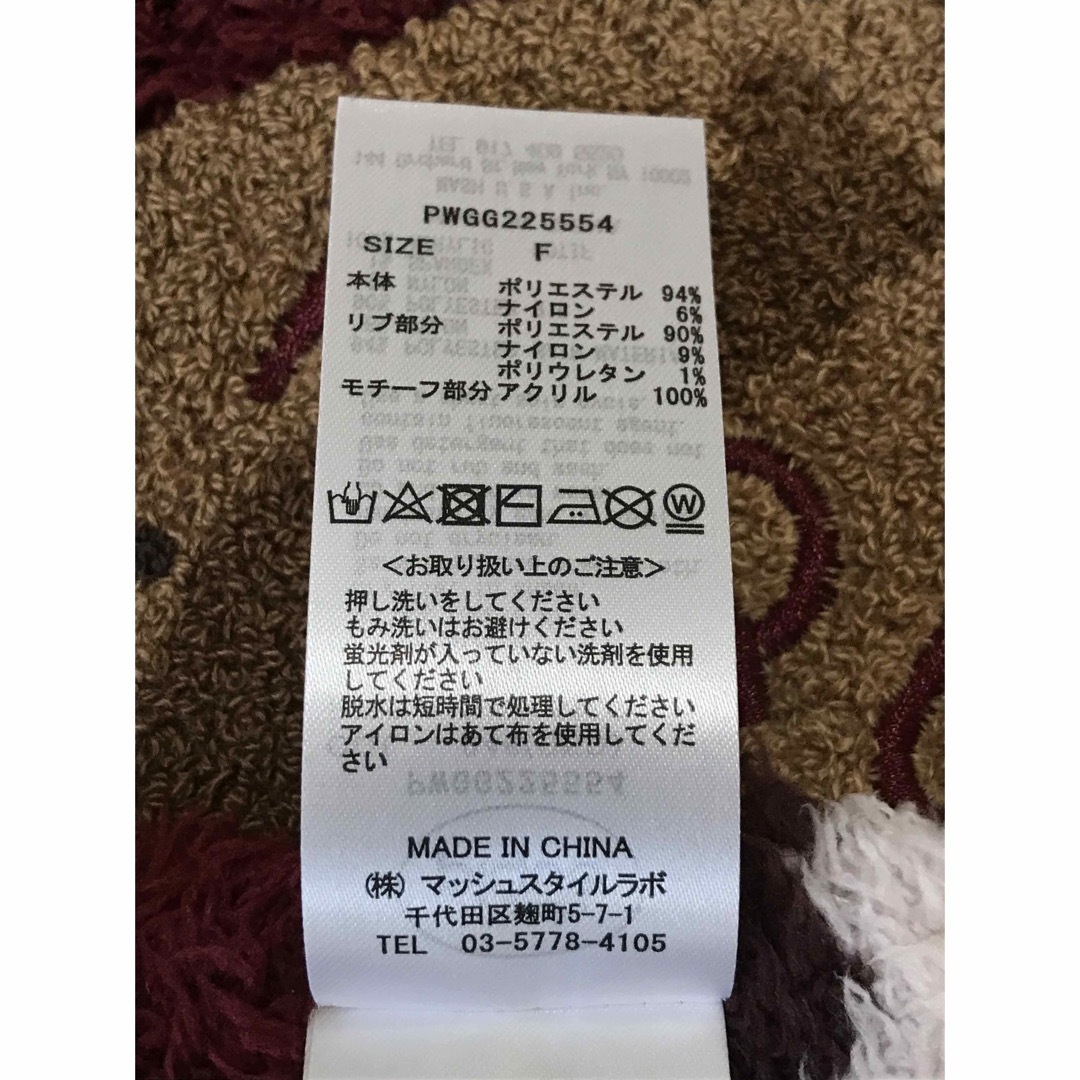 PWGG225554
SIZE F
本体 ポリエステル 94%
ナイロン 6%
リブ部分 ポリエステル 90%
ナイロン 9%
ポリウレタン 1%
モチーフ部分 アクリル 100%
W
<お取り扱い上のご注意>
押し洗いをしてください
もみ洗いはお避けください
蛍光剤が入っていない洗剤を使用
してください
脱水は短時間で処理してください
アイロンはあて布を使用してくだ
さい
MADE IN CHINA
(株) マッシュスタイルラボ
千代田区麹町5-7-1
TEL 03-5778-4105